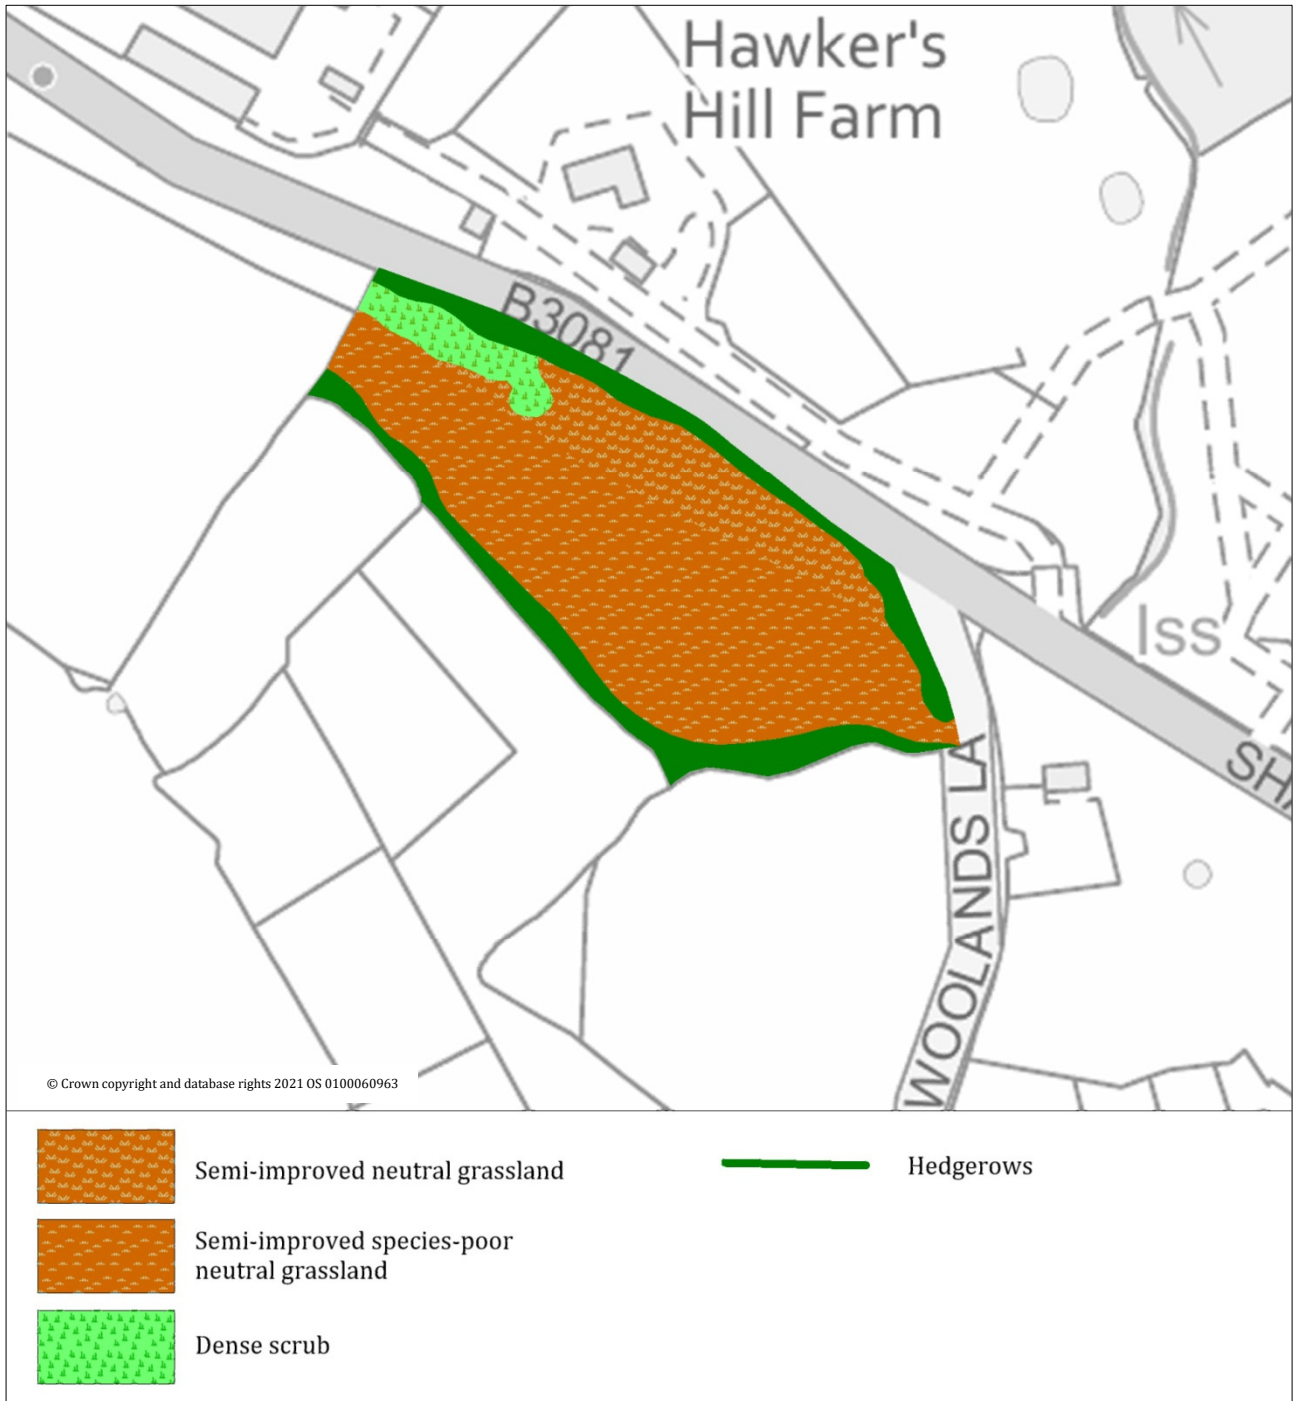 Hawker's
Hill Farm
B3081
Iss
SHA
WOOLANDS LA
© Crown copyright and database rights 2021 OS 0100060963
Semi-improved neutral grassland
Hedgerows
Semi-improved species-poor
neutral grassland
Dense scrub